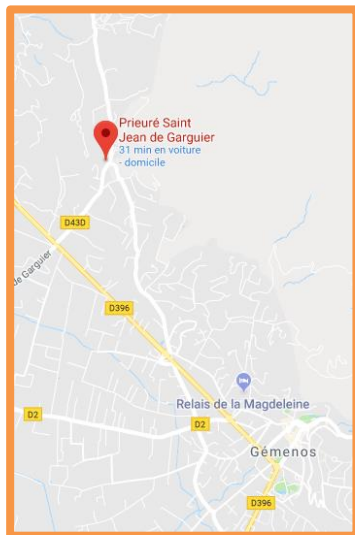 Prieuré Saint
Jean de Garguier
31 min en voiture
- domicile
D43D
de Garguier
D396
Relais de la Magdeleine
D2
D2
Gémenos
D396